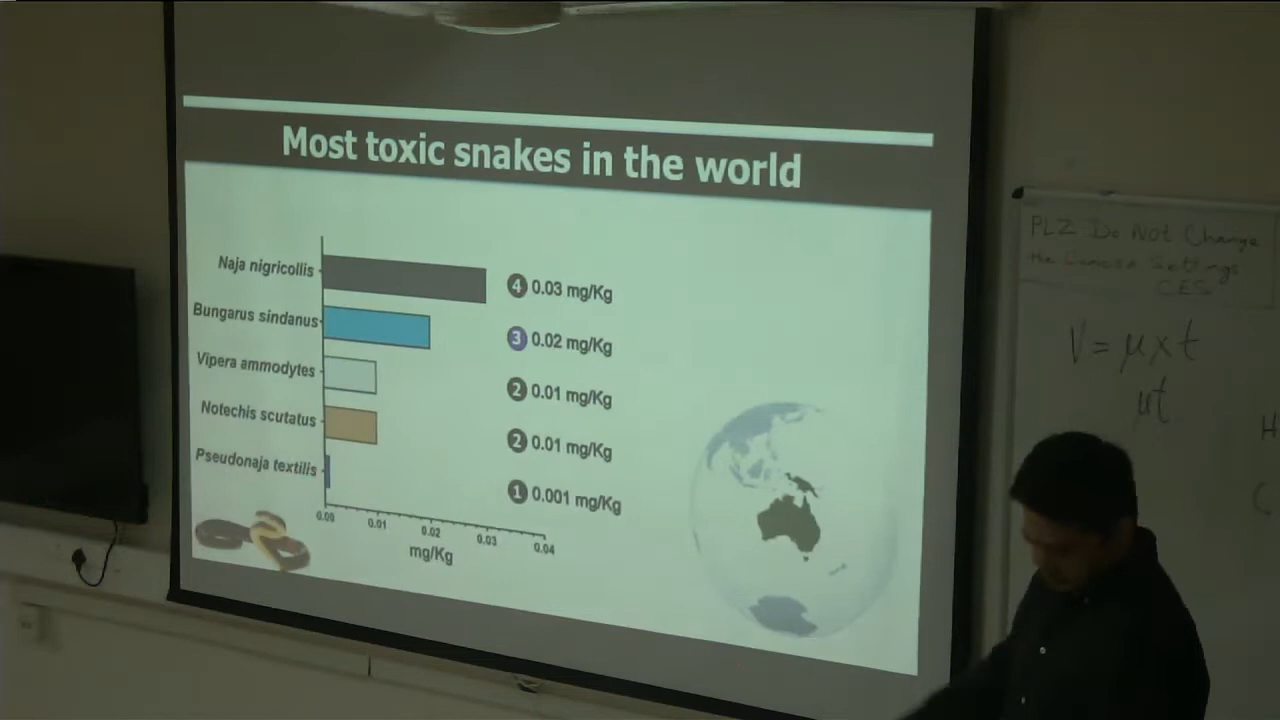 Most toxic snakes in the world
Naja nigricollis
4 0.03 mg/Kg
Bungarus sindanus
3 0.02 mg/Kg
Vipera ammodytes
2 0.01 mg/Kg
Notechis scutatus
2 0.01 mg/Kg
Pseudonaja textilis
1 0.001 mg/Kg
0.00 0.01 0.02 0.03 0.04
mg/Kg
PLZ Do Not Change
the Settings
CES
V = μxt
μt
H
C